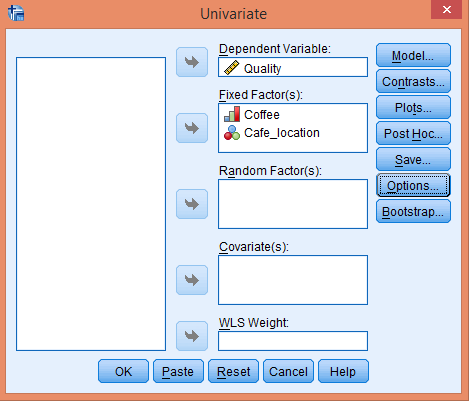 Univariate
Dependent Variable:
Quality
Fixed Factor(s):
Coffee
Cafe_location
Random Factor(s):
Covariate(s):
WLS Weight:
Model...
Contrasts...
Plots...
Post Hoc...
Save...
Options...
Bootstrap...
OK Paste Reset Cancel Help